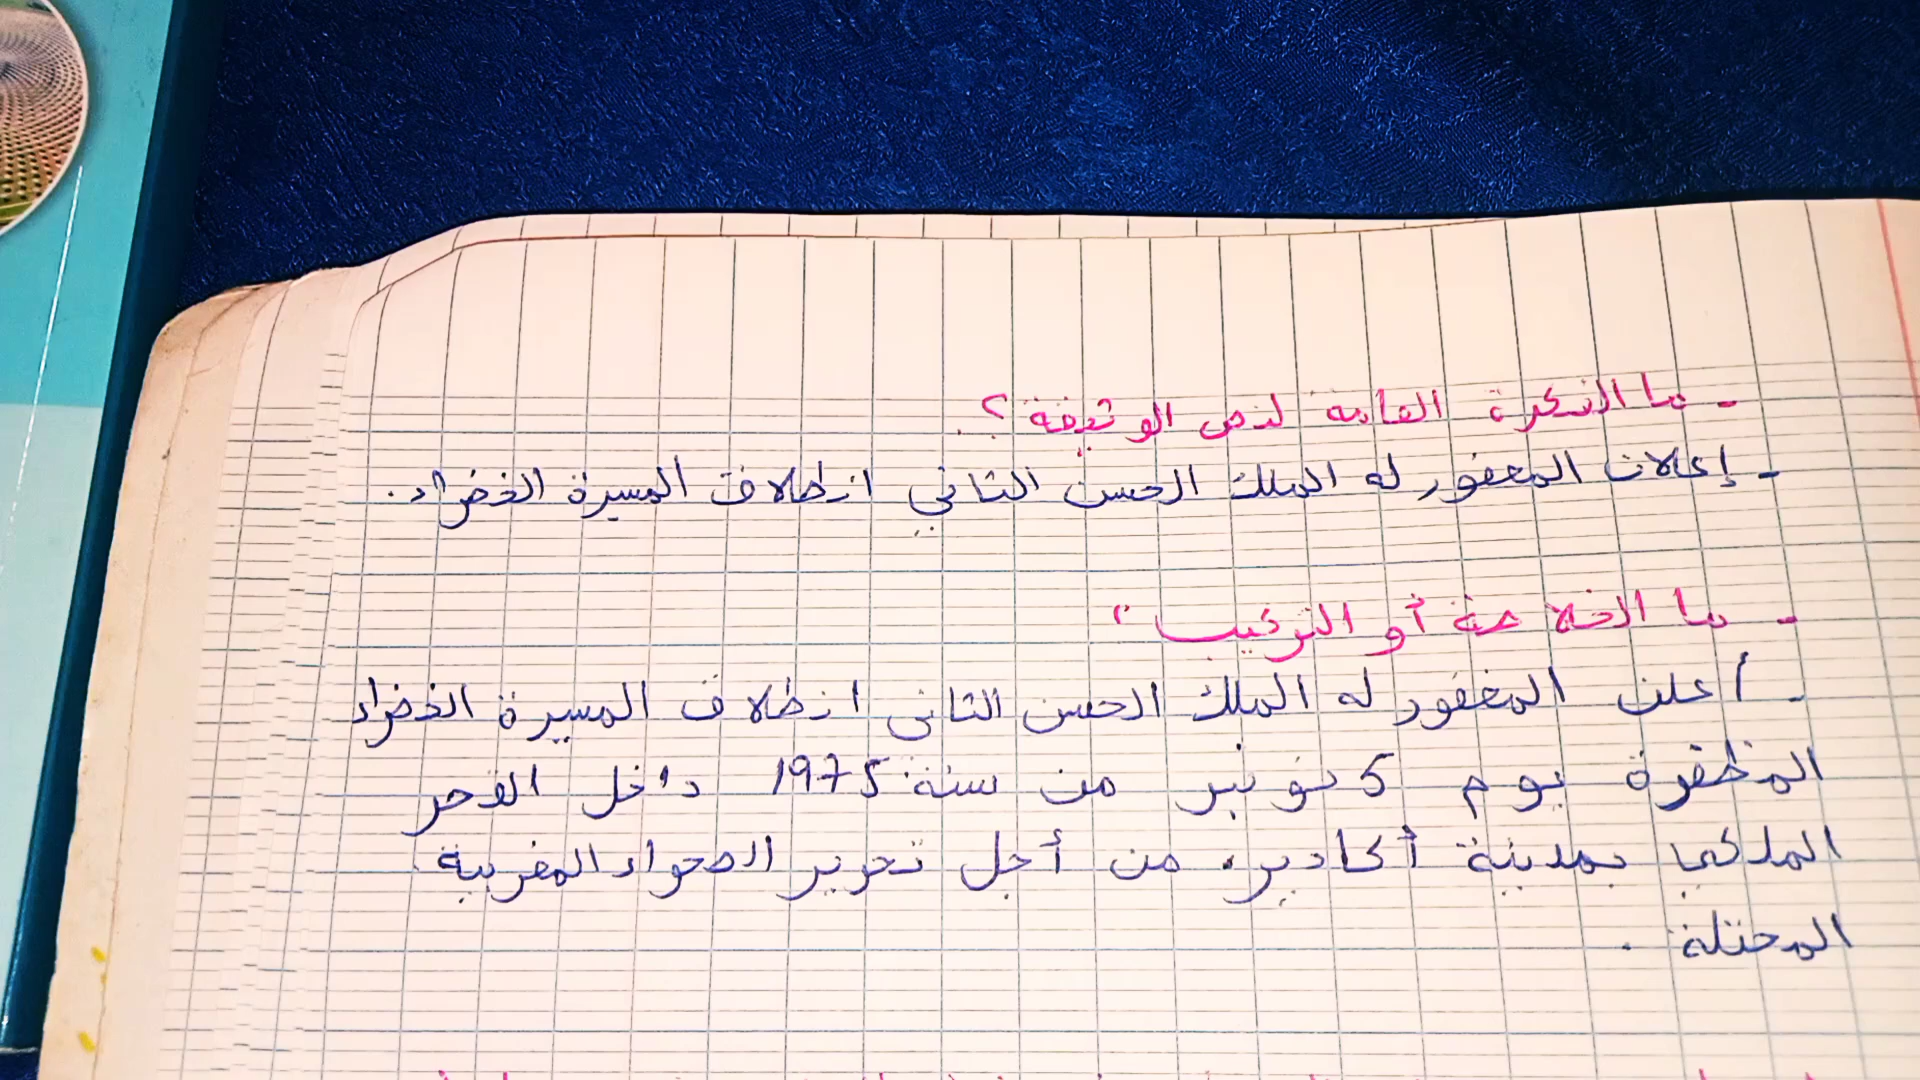 - ما الفكرة العامة لنص الوثيقة؟
- إعلان المغفور له الملك الحسن الثاني انطلاق المسيرة الخضراء.
- ما الخلاصة أو التركيب؟
- أعلن المغفور له الملك الحسن الثاني انطلاق المسيرة الخضراء
المظفرة يوم 5 نونبر من سنة 1975 داخل القصر
الملكي بمدينة أكادير، من أجل تحرير الصحراء المغربية
المحتلة.